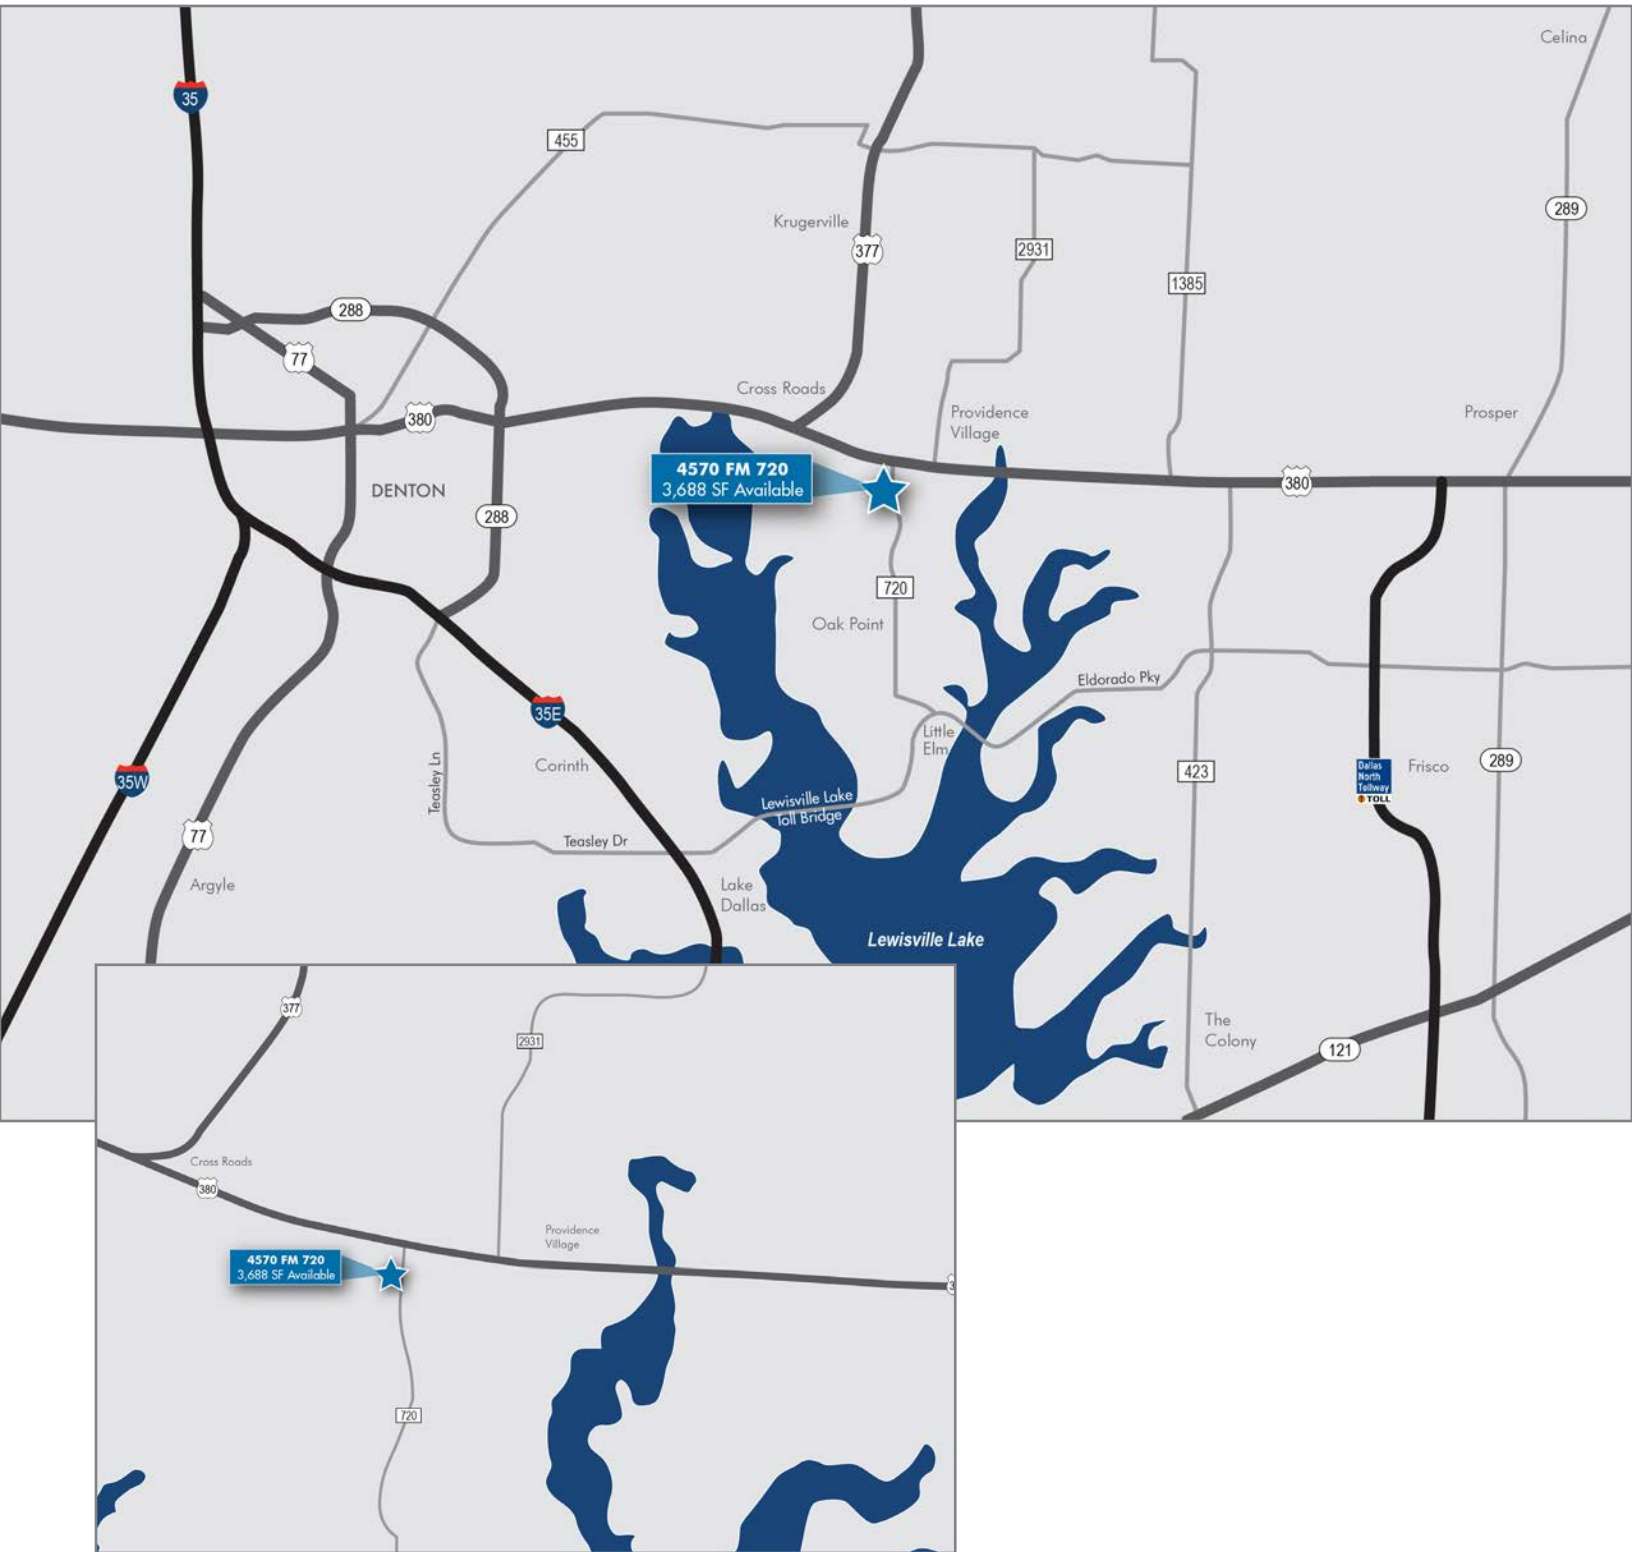 Celina
35
455
289
Krugerville
377
2931
1385
288
77
Cross Roads
380
Providence
Village
Prosper
4570 FM 720
3,688 SF Available
380
DENTON
288
720
Oak Point
Eldorado Pky
35E
Little
Elm
35W
Corinth
Teasley Ln
423
Dallas
North
Tollway
TOLL
Frisco
289
Lewisville Lake
Toll Bridge
77
Teasley Dr
Argyle
Lake
Dallas
Lewisville Lake
The
Colony
121
377
2931
Cross Roads
380
Providence
Village
4570 FM 720
3,688 SF Available
3
720